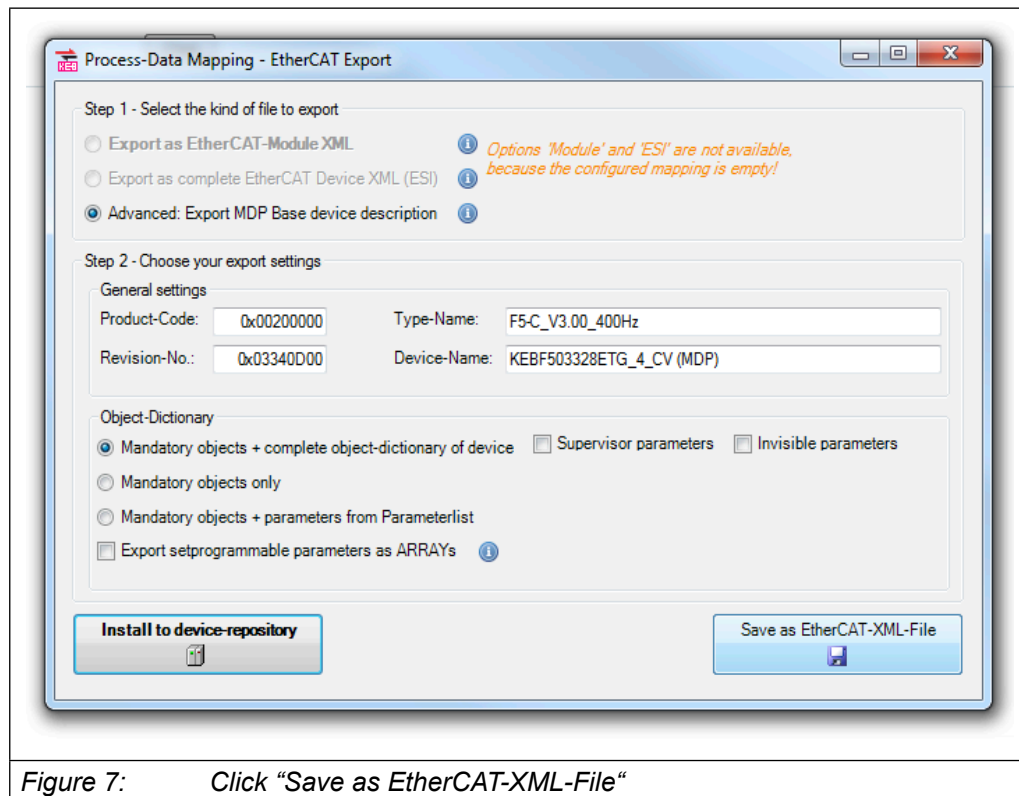 KEB
Process-Data Mapping - EtherCAT Export
X
Step 1 - Select the kind of file to export
Export as EtherCAT-Module XML
Options 'Module' and 'ESI' are not available,
because the configured mapping is empty!
Export as complete EtherCAT Device XML (ESI)
Advanced: Export MDP Base device description
Step 2 - Choose your export settings
General settings
Product-Code: 0x00200000 Type-Name: F5-C_V3.00_400Hz
Revision-No.: 0x03340D00 Device-Name: KEBF503328ETG_4_CV (MDP)
Object-Dictionary
Mandatory objects + complete object-dictionary of device Supervisor parameters Invisible parameters
Mandatory objects only
Mandatory objects + parameters from Parameterlist
Export setprogrammable parameters as ARRAYs
Install to device-repository Save as EtherCAT-XML-File
Figure 7: Click “Save as EtherCAT-XML-File“